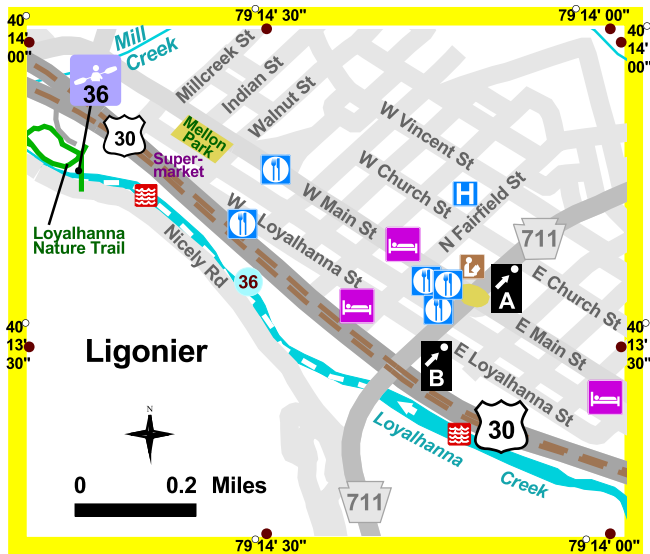 79 14' 30"
79 14' 00"
40
14'
00"
40
14'
00"
Mill
Creek
Millcreek St
Indian St
Walnut St
36
30
Mellon
Park
Super-
market
W Vincent St
W Church St
H
N Fairfield St
W Main St
W Loyalhanna St
711
Loyalhanna
Nature Trail
Nicely Rd
36
A
E Church St
E Main St
40
13'
30"
40
13'
30"
Ligonier
B
E Loyalhanna St
N
30
Loyalhanna
Creek
0 0.2 Miles
711
79 14' 30"
79 14' 00"